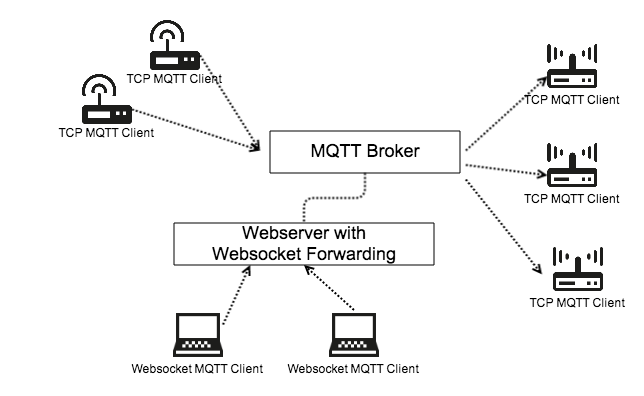 TCP MQTT Client
TCP MQTT Client
TCP MQTT Client
MQTT Broker
TCP MQTT Client
Webserver with
Websocket Forwarding
TCP MQTT Client
Websocket MQTT Client
Websocket MQTT Client